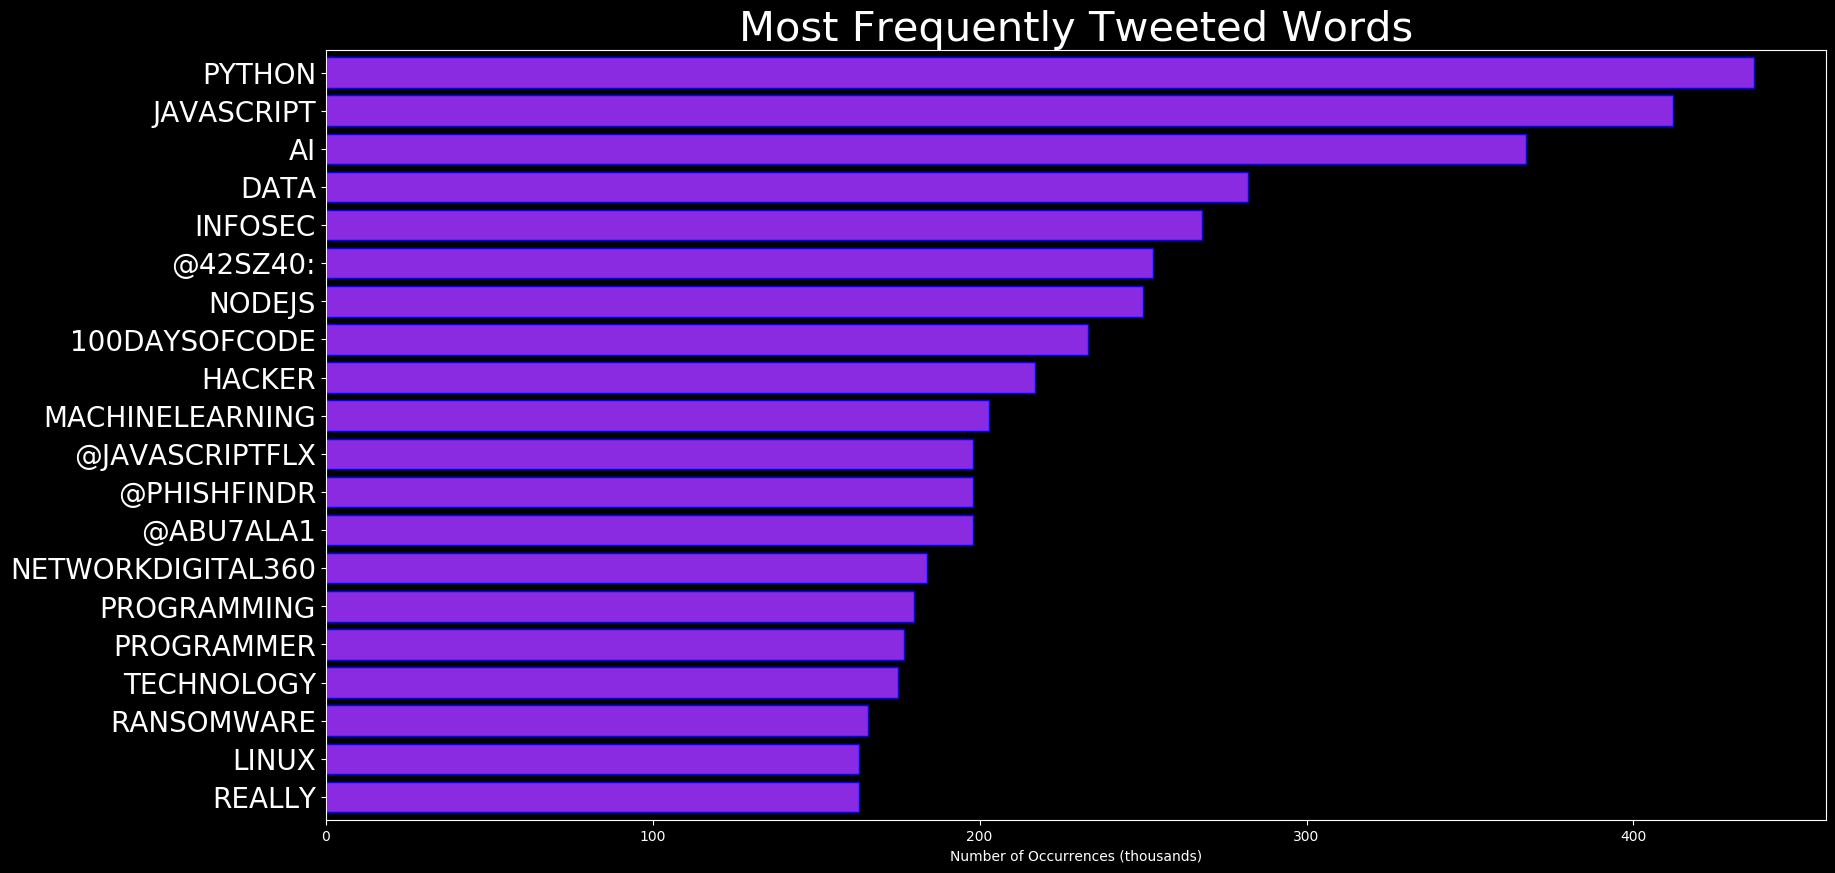 Most Frequently Tweeted Words
PYTHON
JAVASCRIPT
AI
DATA
INFOSEC
@42SZ40:
NODEJS
100DAYSOFCODE
HACKER
MACHINELEARNING
@JAVASCRIPTFLX
@PHISHFINDR
@ABU7ALA1
NETWORKDIGITAL360
PROGRAMMING
PROGRAMMER
TECHNOLOGY
RANSOMWARE
LINUX
REALLY
0 100 200 300 400
Number of Occurrences (thousands)